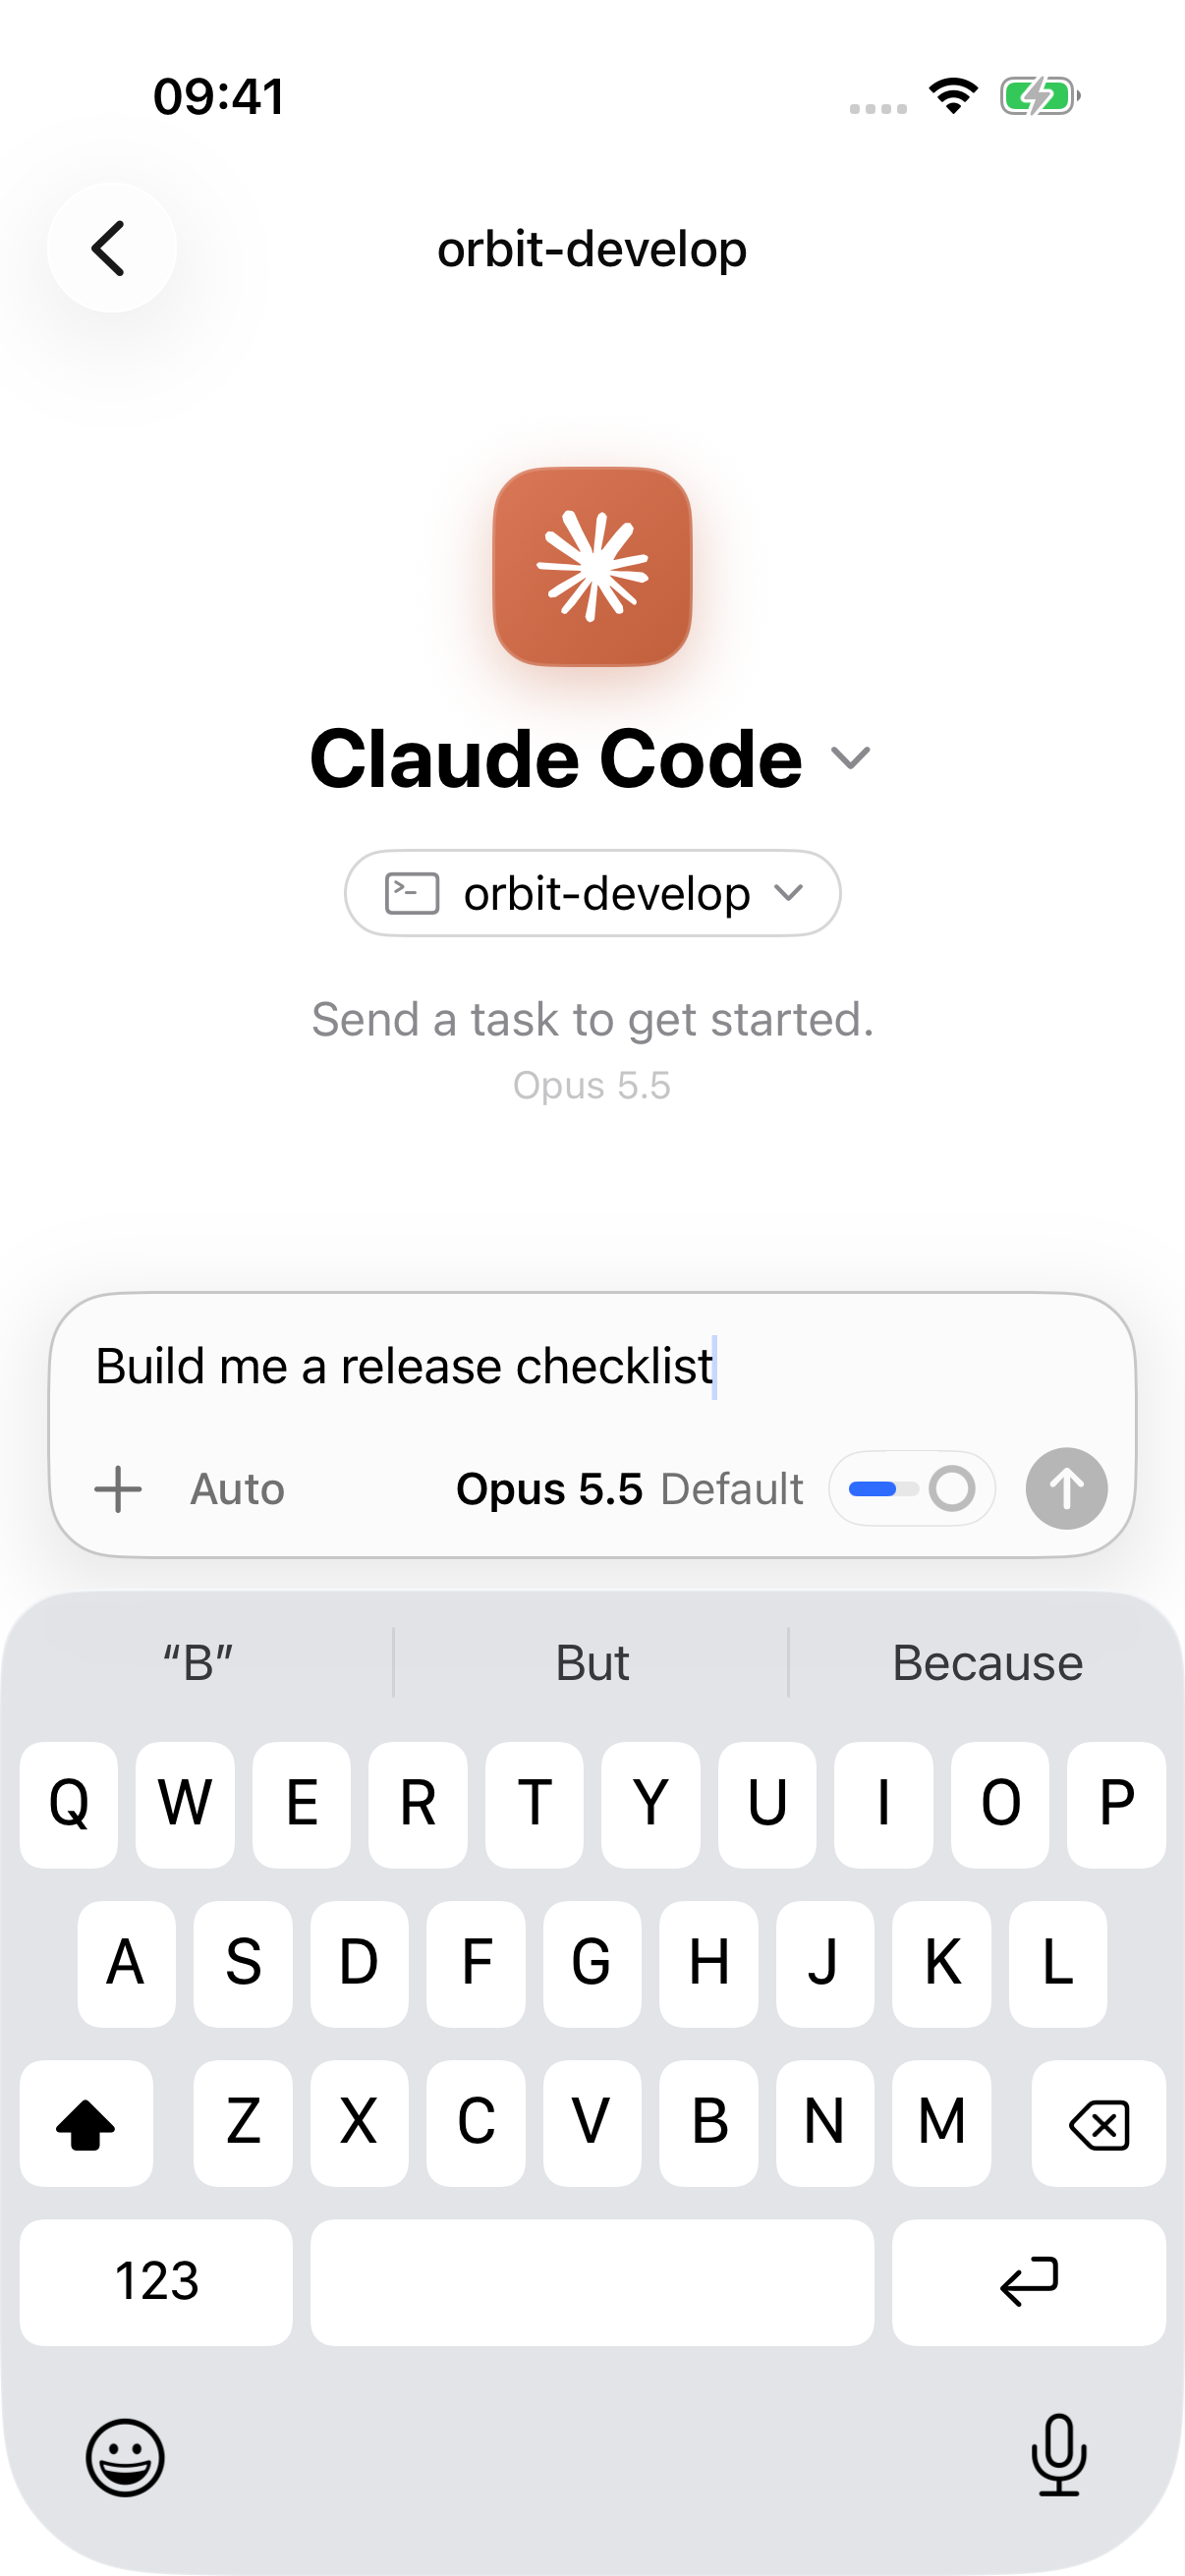 09:41
orbit-develop
Claude Code
orbit-develop
Send a task to get started.
Opus 5.5
Build me a release checklist
Auto Opus 5.5 Default
“B” But Because
Q W E R T Y U I O P
A S D F G H J K L
Z X C V B N M
123